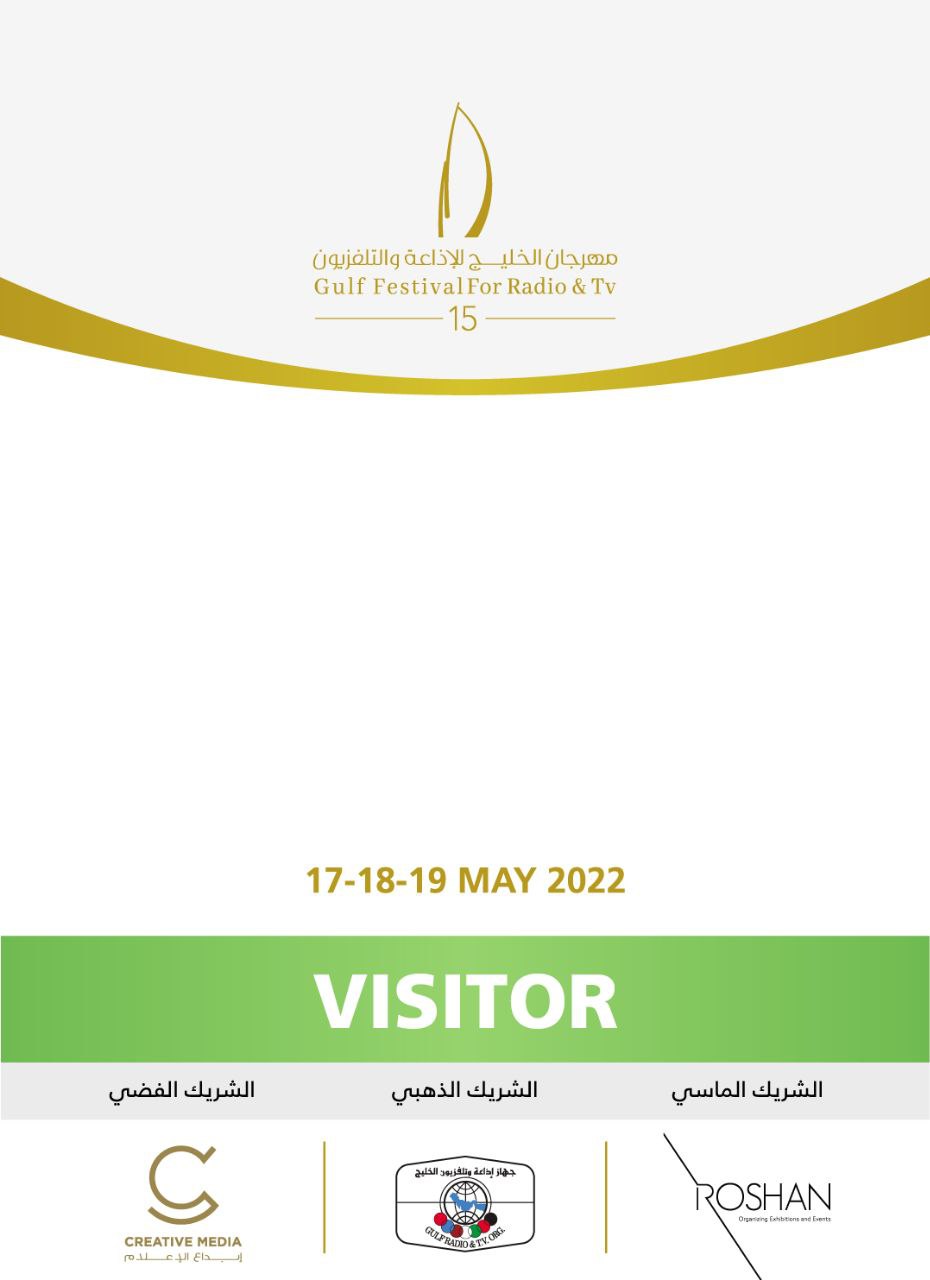 مهرجان الخليج للإذاعة والتلفزيون
Gulf Festival For Radio & Tv
15
17-18-19 MAY 2022
VISITOR
الشريك الماسي
الشريك الذهبي
الشريك الفضي
ROSHAN
Organizing Exhibitions and Events
جهاز إذاعة وتلفزيون الخليج
GULF RADIO & T.V. ORG.
CREATIVE MEDIA
إبداع الإعلام